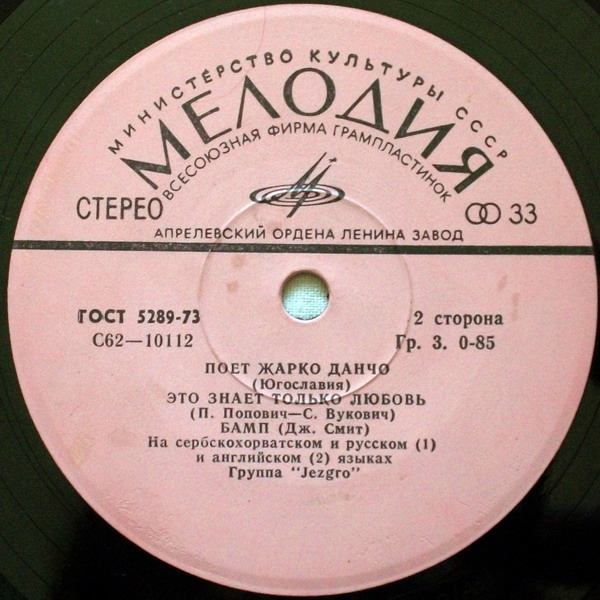 МИНИСТЕРСТВО КУЛЬТУРЫ СССР
МЕЛОДИЯ
ВСЕСОЮЗНАЯ ФИРМА ГРАМПЛАСТИНОК
СТЕРЕО
33
АПРЕЛЕВСКИЙ ОРДЕНА ЛЕНИНА ЗАВОД
ГОСТ 5289-73
2 сторона
С62—10112
Гр. 3. 0-85
ПОЕТ ЖАРКО ДАНЧО
(Югославия)
ЭТО ЗНАЕТ ТОЛЬКО ЛЮБОВЬ
(П. Попович—С. Вукович)
БАМП (Дж. Смит)
На сербскохорватском и русском (1)
и английском (2) языках
Группа "Jezgro"